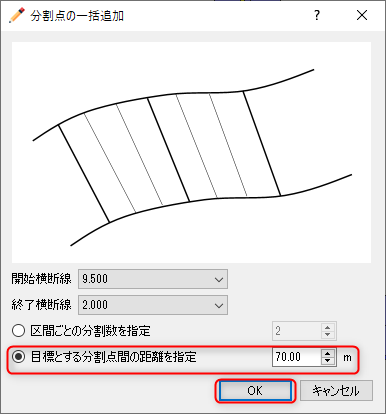 分割点の一括追加
開始横断線 9.500
終了横断線 2.000
区間ごとの分割数を指定 2
目標とする分割点間の距離を指定 70.00 m
OK キャンセル